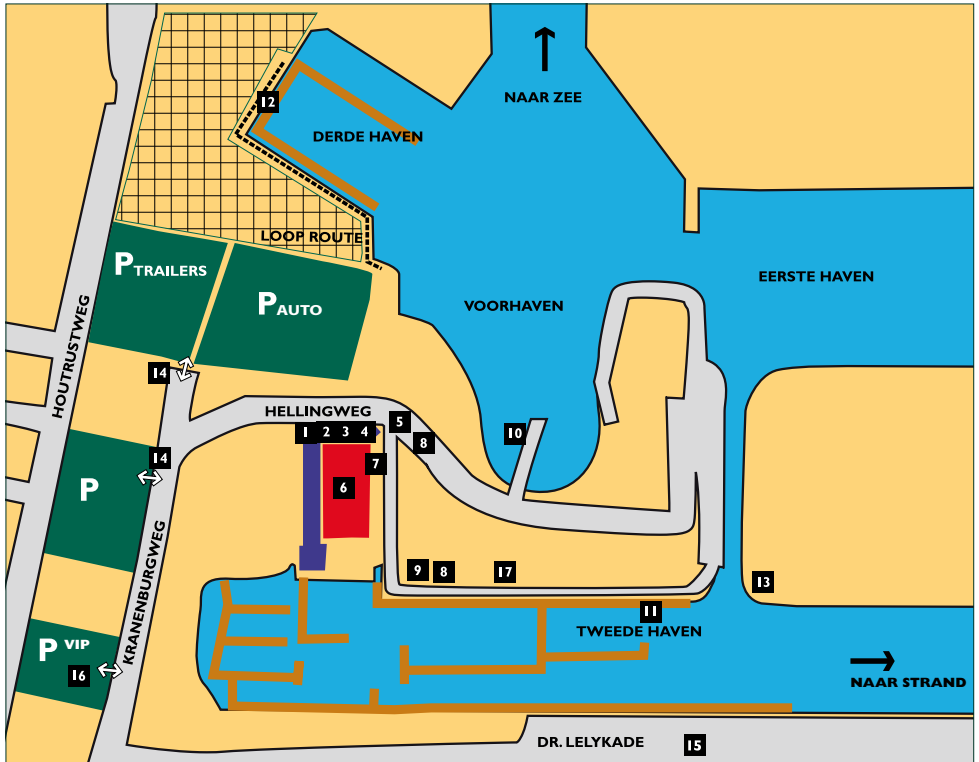 NAAR ZEE
12
DERDE HAVEN
LOOP ROUTE
P TRAILERS
P AUTO
EERSTE HAVEN
VOORHAVEN
HOUTRUSTWEG
14
HELLINGWEG
5
1 2 3 4
8
10
14
7
P
6
9
8
17
13
11
TWEEDE HAVEN
KRANENBURGWEG
P VIP
16
NAAR STRAND
DR. LELYKADE
15